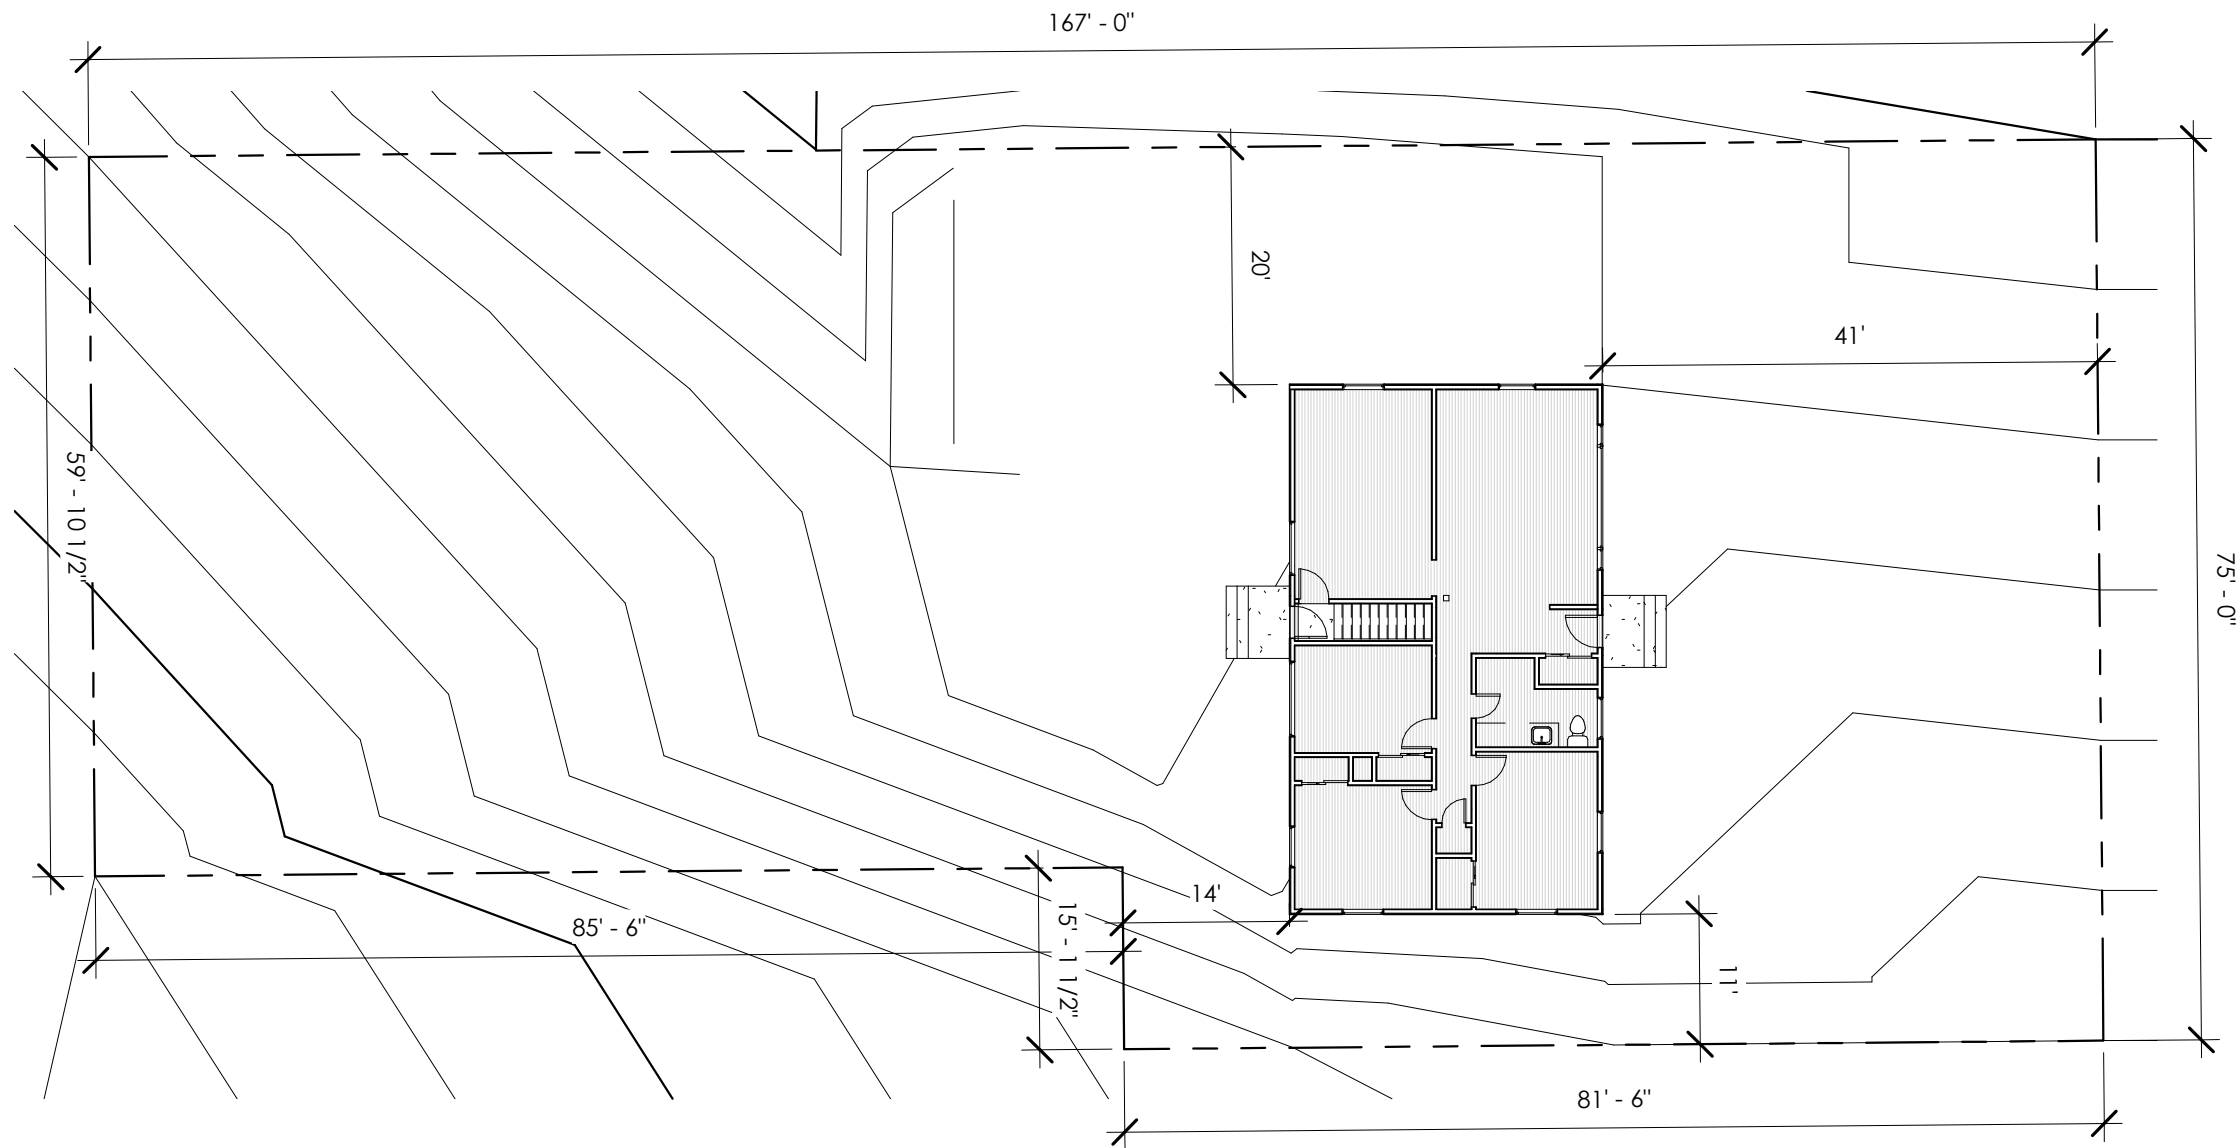 167' - 0"
20'
41'
59' - 10 1/2"
75' - 0"
14'
85' - 6"
15' - 1 1/2"
11'
81' - 6"